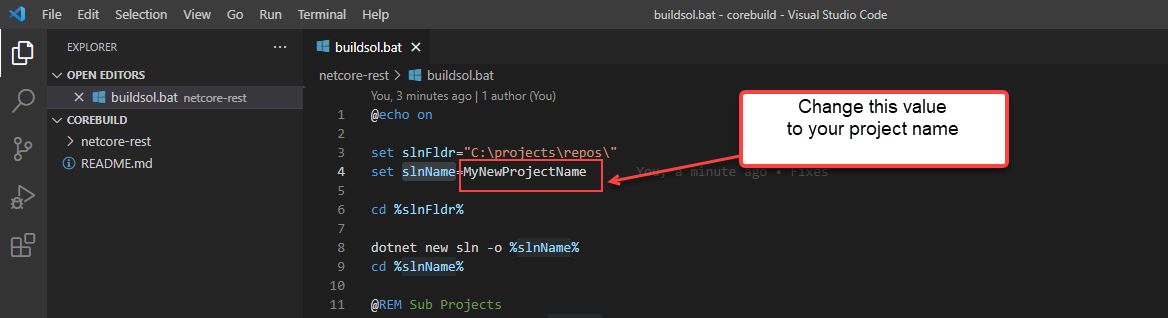 File Edit Selection View Go Run Terminal Help buildsol.bat - corebuild - Visual Studio Code
EXPLORER ...
OPEN EDITORS
buildsol.bat netcore-rest
COREBUILD
netcore-rest
README.md
buildsol.bat
netcore-rest > buildsol.bat
You, 3 minutes ago | 1 author (You)
1 @echo on
2
3 set slnFldr="C:\projects\repos\"
4 set slnName=MyNewProjectName You, a minute ago • Fixes
5
6 cd %slnFldr%
7
8 dotnet new sln -o %slnName%
9 cd %slnName%
10
11 @REM Sub Projects
Change this value
to your project name